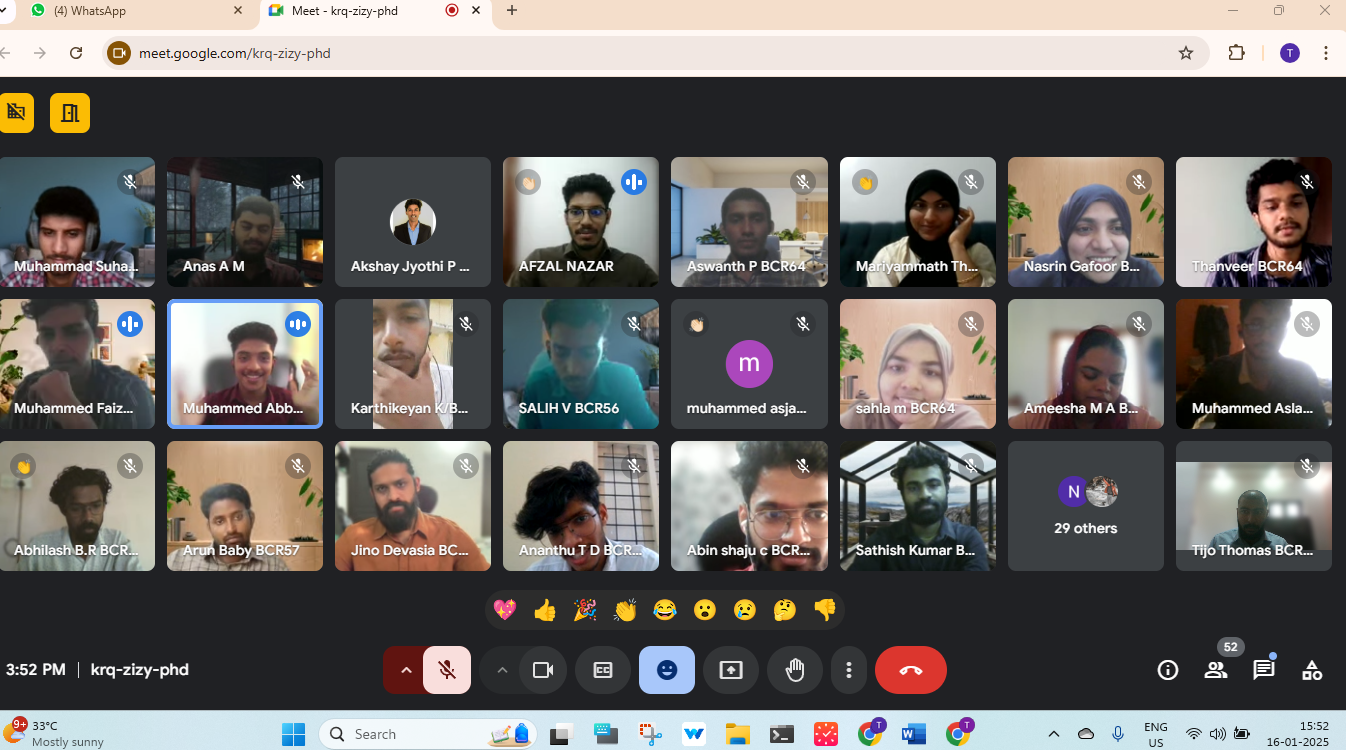 (4) WhatsApp
Meet - krq-zizy-phd
meet.google.com/krq-zizy-phd
T
Muhammad Suha...
Anas A M
Akshay Jyothi P ...
AFZAL NAZAR
Aswanth P BCR64
Mariyammath Th...
Nasrin Gafoor B...
Thanveer BCR64
Muhammed Faiz...
Muhammed Abb...
Karthikeyan K/B...
SALIH V BCR56
m
muhammed asja...
sahla m BCR64
Ameesha M A B...
Muhammed Asla...
Abhilash B.R BCR...
Arun Baby BCR57
Jino Devasia BC...
Ananthu T D BCR...
Abin shaju c BCR...
Sathish Kumar B...
N
29 others
Tijo Thomas BCR...
3:52 PM | krq-zizy-phd
52
9+
33°C
Mostly sunny
Search
T
W
T
ENG
US
15:52
16-01-2025